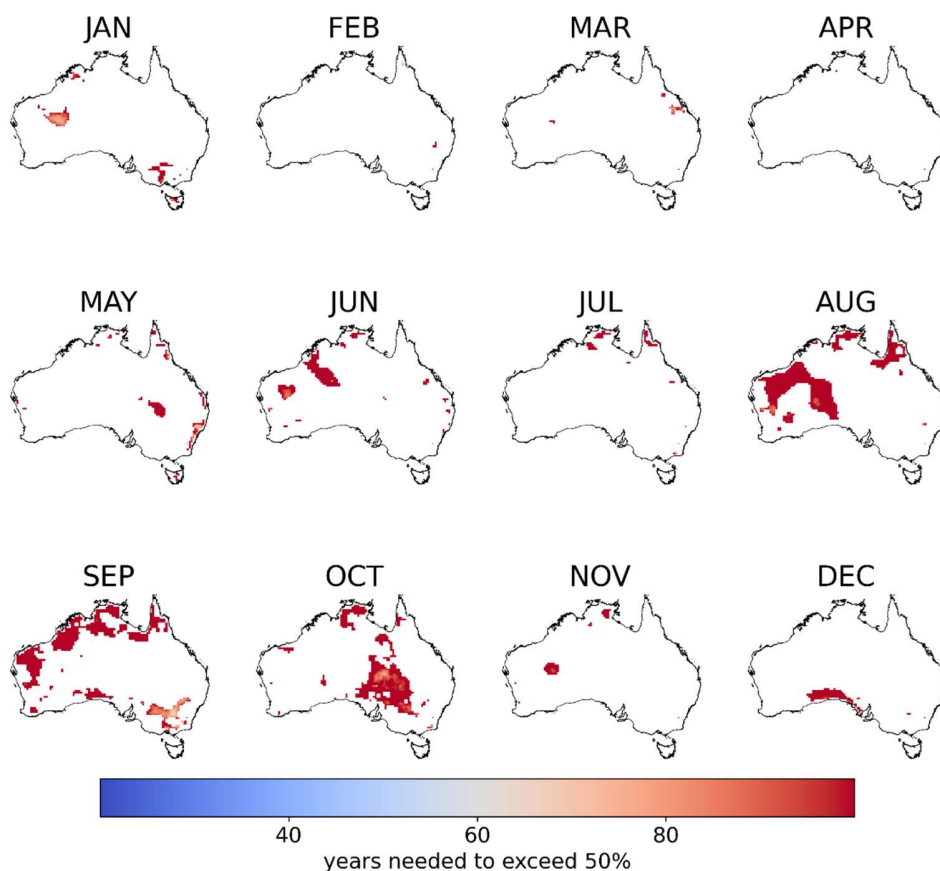 JAN FEB MAR APR
MAY JUN JUL AUG
SEP OCT NOV DEC
40 60 80
years needed to exceed 50%